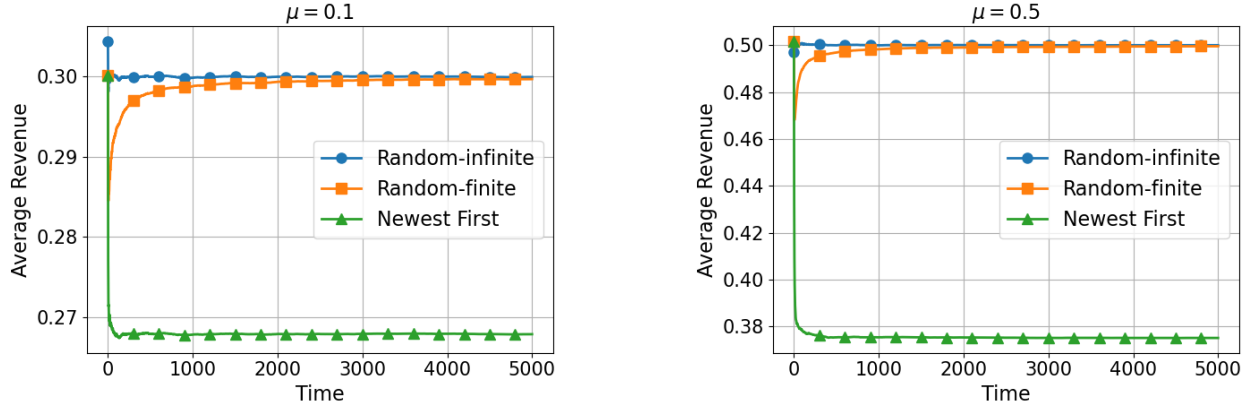 μ = 0.1
0.30
0.29
0.28
0.27
Average Revenue
Random-infinite
Random-finite
Newest First
0 1000 2000 3000 4000 5000
Time
μ = 0.5
0.50
0.48
0.46
0.44
0.42
0.40
0.38
Average Revenue
Random-infinite
Random-finite
Newest First
0 1000 2000 3000 4000 5000
Time